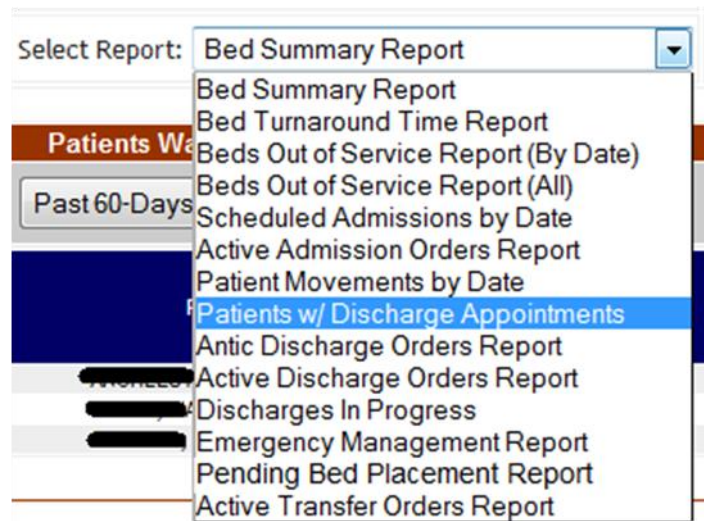 Select Report: Bed Summary Report
Bed Summary Report
Bed Turnaround Time Report
Patients Wa
Beds Out of Service Report (By Date)
Beds Out of Service Report (All)
Past 60-Days
Scheduled Admissions by Date
Active Admission Orders Report
Patient Movements by Date
Patients w/ Discharge Appointments
Antic Discharge Orders Report
Active Discharge Orders Report
Discharges In Progress
Emergency Management Report
Pending Bed Placement Report
Active Transfer Orders Report